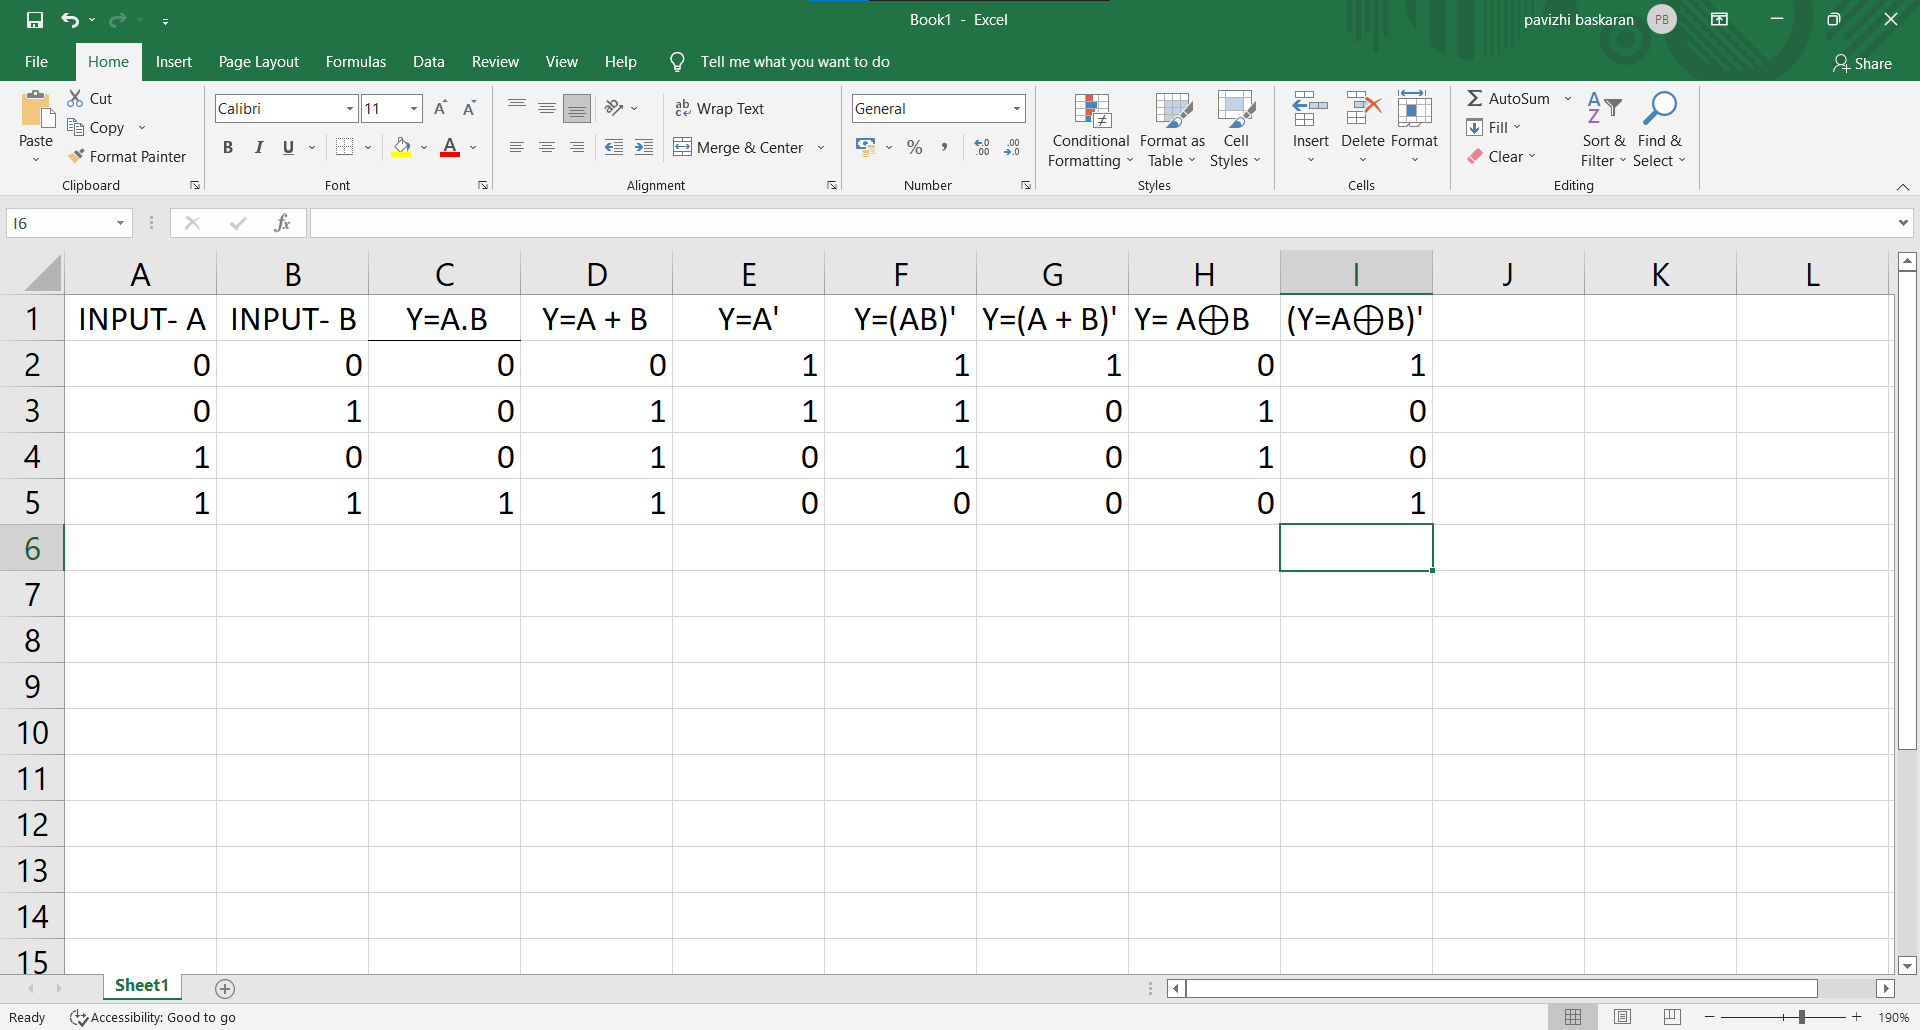 Book1 - Excel
pavizhi baskaran PB
File Home Insert Page Layout Formulas Data Review View Help Tell me what you want to do Share
Paste
Cut
Copy
Format Painter
Clipboard
Calibri 11 A A
B I U A
Font
ab Wrap Text
Merge & Center
Alignment
General
% ,
Number
Conditional Formatting
Format as Table
Cell Styles
Styles
Insert Delete Format
Cells
AutoSum
Fill
Clear
Sort & Filter
Find & Select
Editing
I6 fx
A B C D E F G H I J K L
1 INPUT- A INPUT- B Y=A.B Y=A + B Y=A' Y=(AB)' Y=(A + B)' Y= A⨁B (Y=A⨁B)'
2 0 0 0 0 1 1 1 0 1
3 0 1 0 1 1 1 0 1 0
4 1 0 0 1 0 1 0 1 0
5 1 1 1 1 0 0 0 0 1
6
7
8
9
10
11
12
13
14
15
Sheet1
Ready Accessibility: Good to go 190%